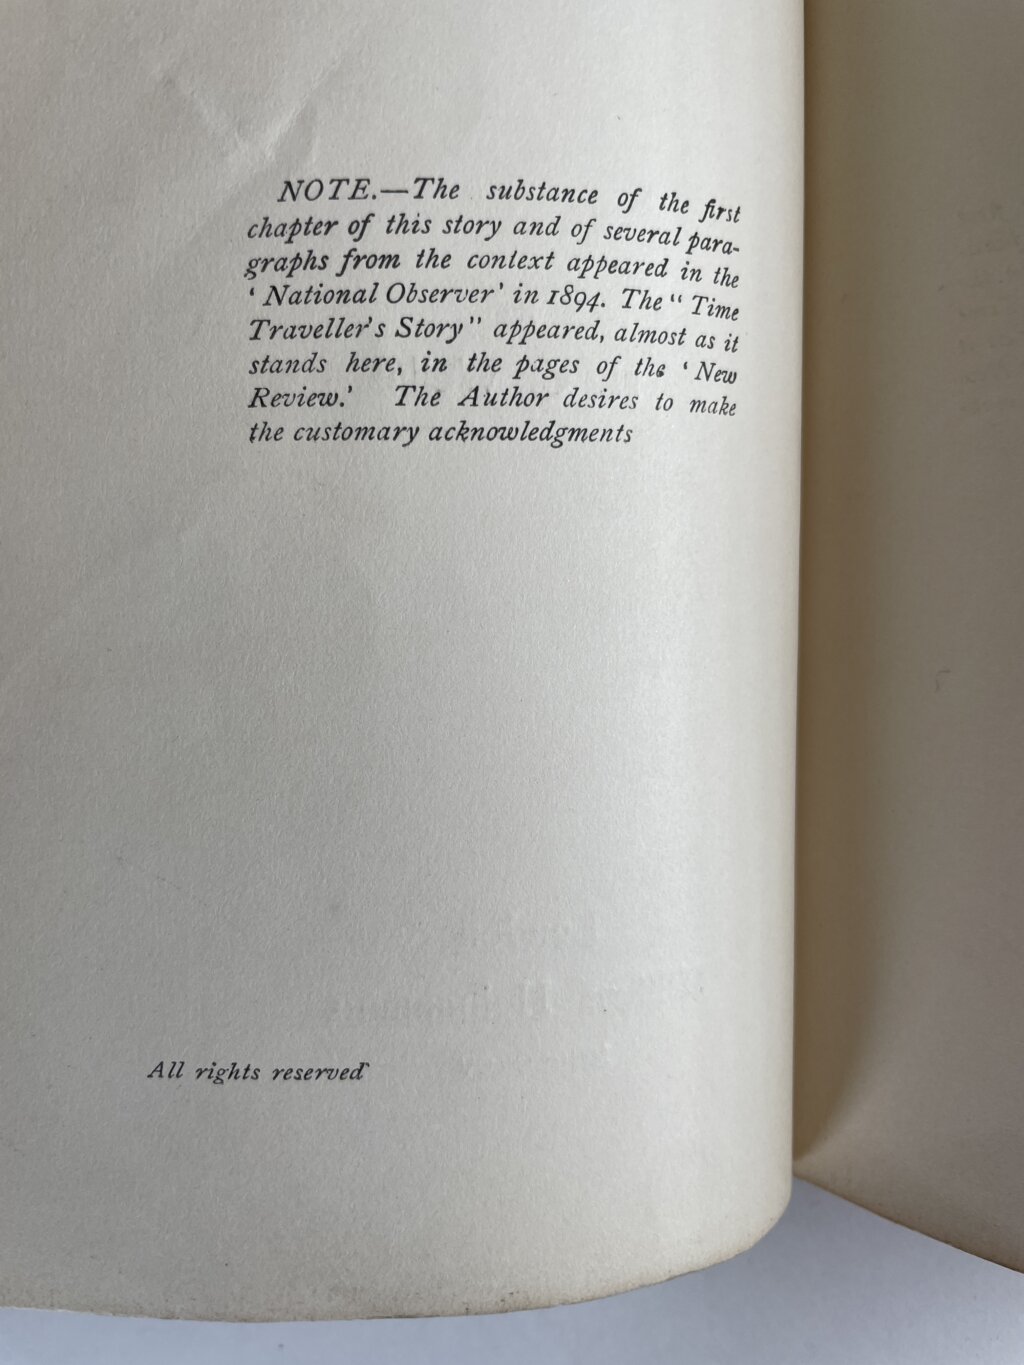 NOTE.—The substance of the first
chapter of this story and of several para-
graphs from the context appeared in the
‘National Observer’ in 1894. The “Time
Traveller’s Story” appeared, almost as it
stands here, in the pages of the ‘New
Review.’ The Author desires to make
the customary acknowledgments
All rights reserved